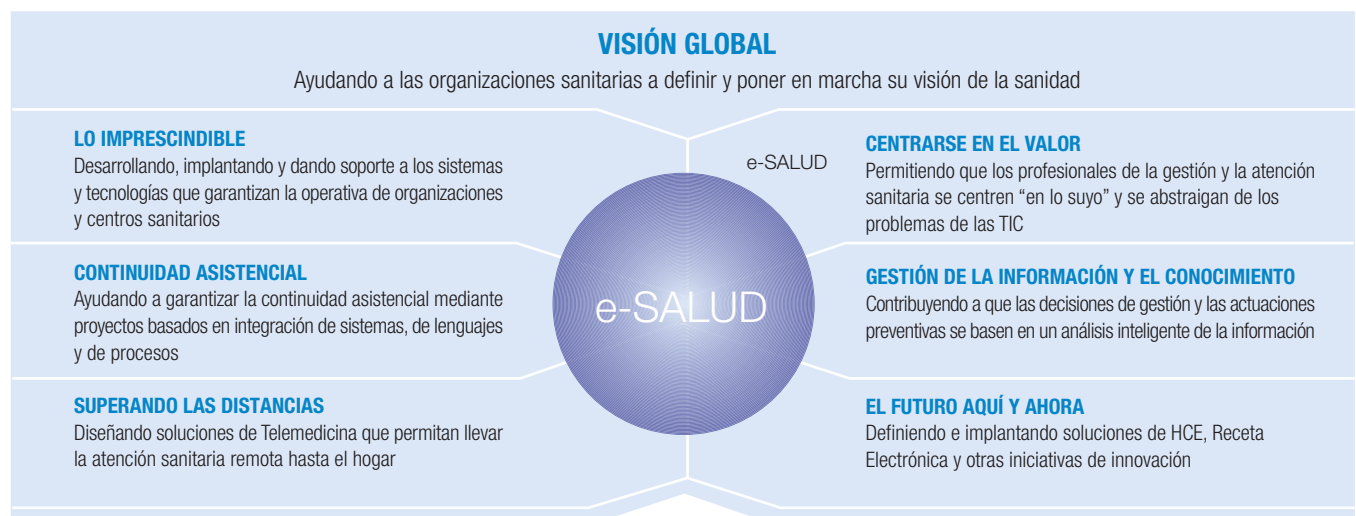 VISIÓN GLOBAL
Ayudando a las organizaciones sanitarias a definir y poner en marcha su visión de la sanidad
LO IMPRESCINDIBLE
Desarrollando, implantando y dando soporte a los sistemas
y tecnologías que garantizan la operativa de organizaciones
y centros sanitarios
CONTINUIDAD ASISTENCIAL
Ayudando a garantizar la continuidad asistencial mediante
proyectos basados en integración de sistemas, de lenguajes
y de procesos
SUPERANDO LAS DISTANCIAS
Diseñando soluciones de Telemedicina que permitan llevar
la atención sanitaria remota hasta el hogar
e-SALUD
e-SALUD
CENTRARSE EN EL VALOR
Permitiendo que los profesionales de la gestión y la atención
sanitaria se centren “en lo suyo” y se abstraigan de los
problemas de las TIC
GESTIÓN DE LA INFORMACIÓN Y EL CONOCIMIENTO
Contribuyendo a que las decisiones de gestión y las actuaciones
preventivas se basen en un análisis inteligente de la información
EL FUTURO AQUÍ Y AHORA
Definiendo e implantando soluciones de HCE, Receta
Electrónica y otras iniciativas de innovación